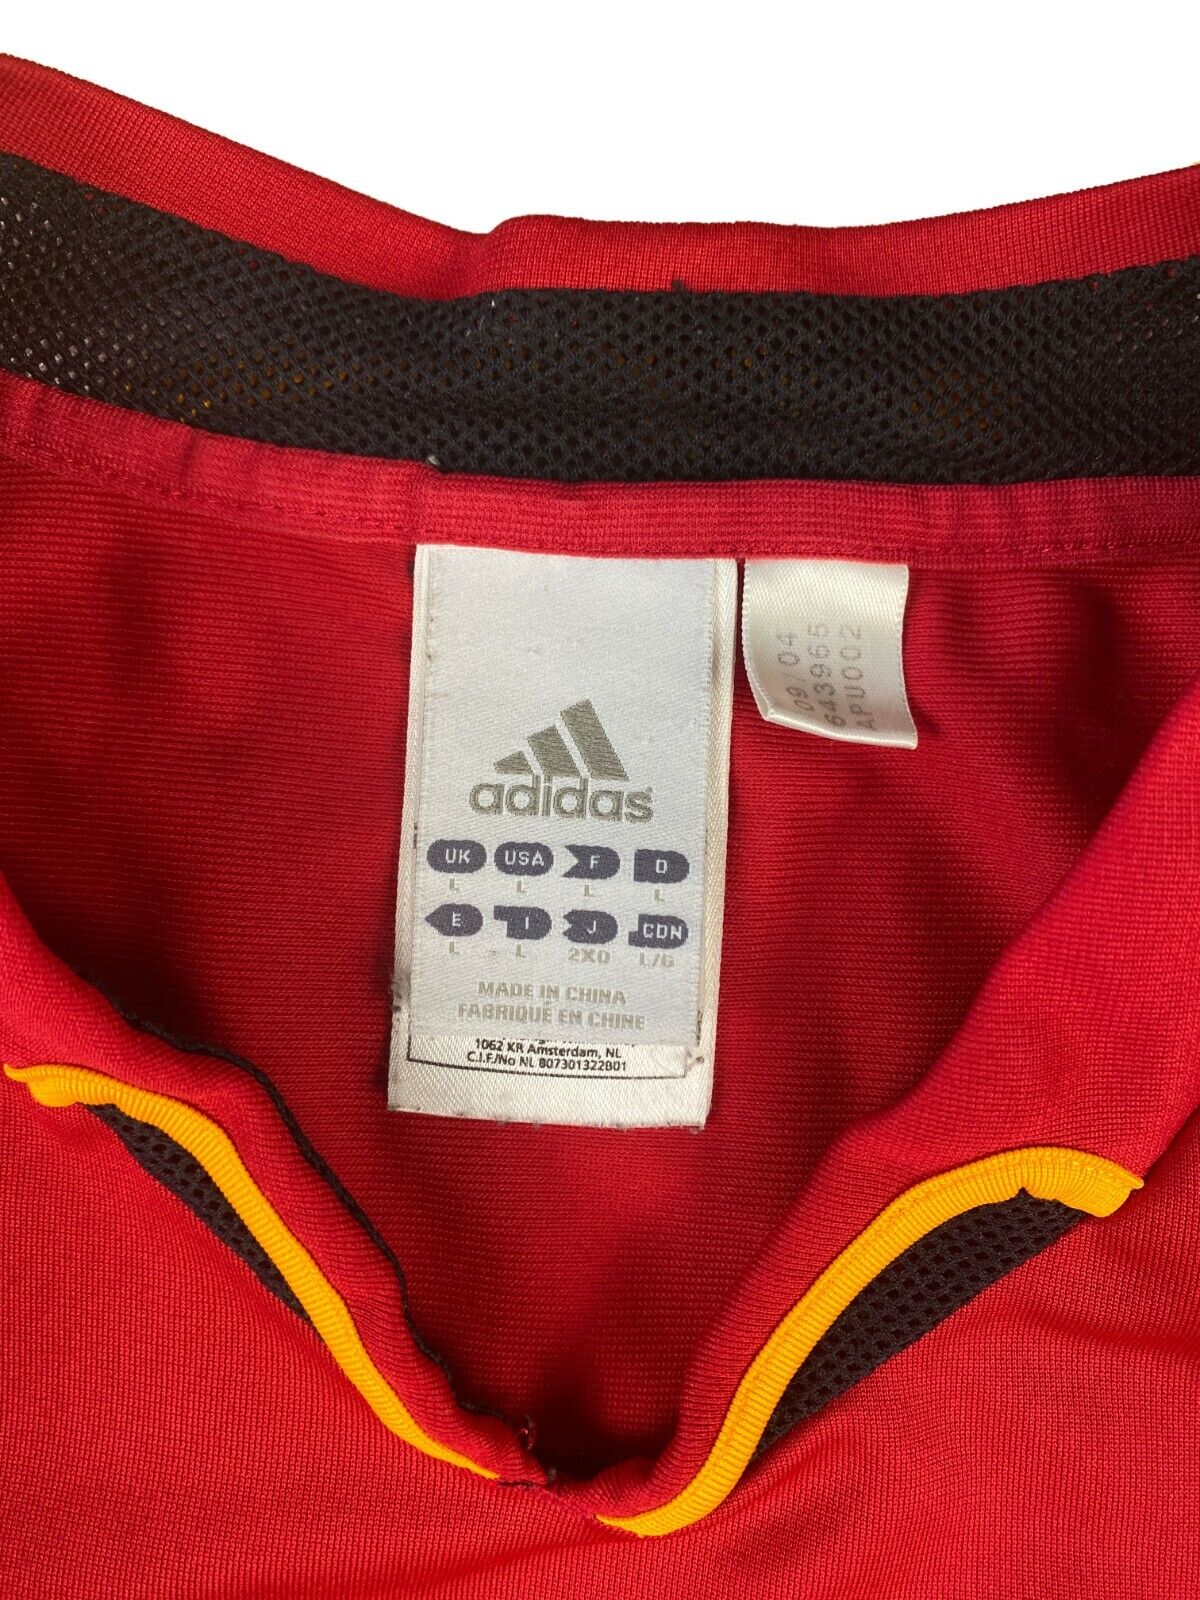 adidas
UK USA F D
L L L L
E I J CDN
L L 2XO L/G
MADE IN CHINA
FABRIQUE EN CHINE
1062 KR Amsterdam, NL
C.I.F./No NL 807301322B01
09/04
643965
APU002